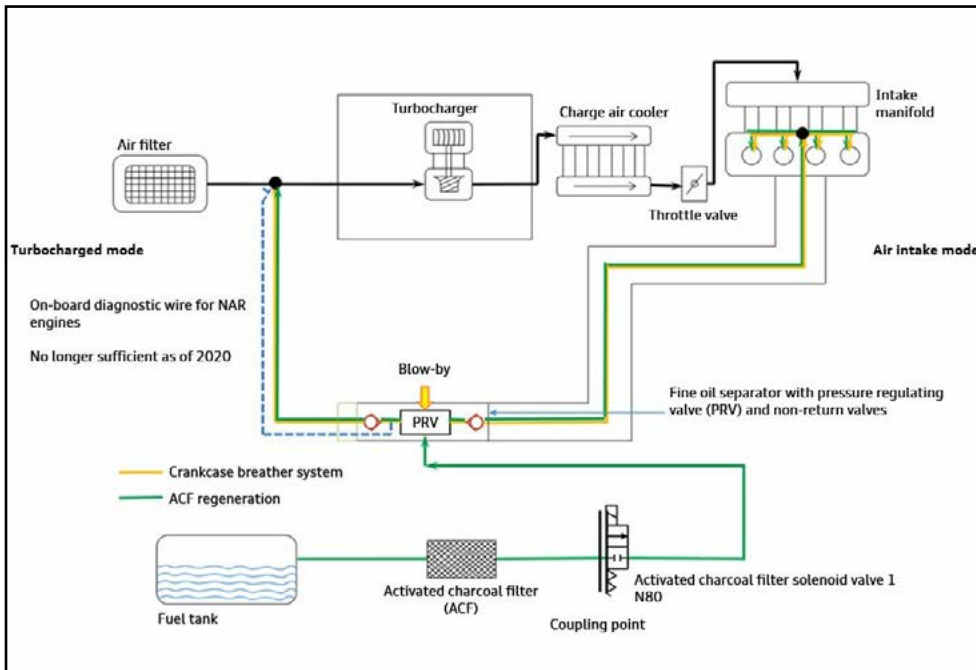 Turbocharger
Charge air cooler
Intake
manifold
Air filter
Throttle valve
Turbocharged mode
Air intake mode
On-board diagnostic wire for NAR
engines
No longer sufficient as of 2020
Blow-by
Fine oil separator with pressure regulating
valve (PRV) and non-return valves
PRV
Crankcase breather system
ACF regeneration
Activated charcoal filter
(ACF)
Activated charcoal filter solenoid valve 1
N80
Fuel tank
Coupling point